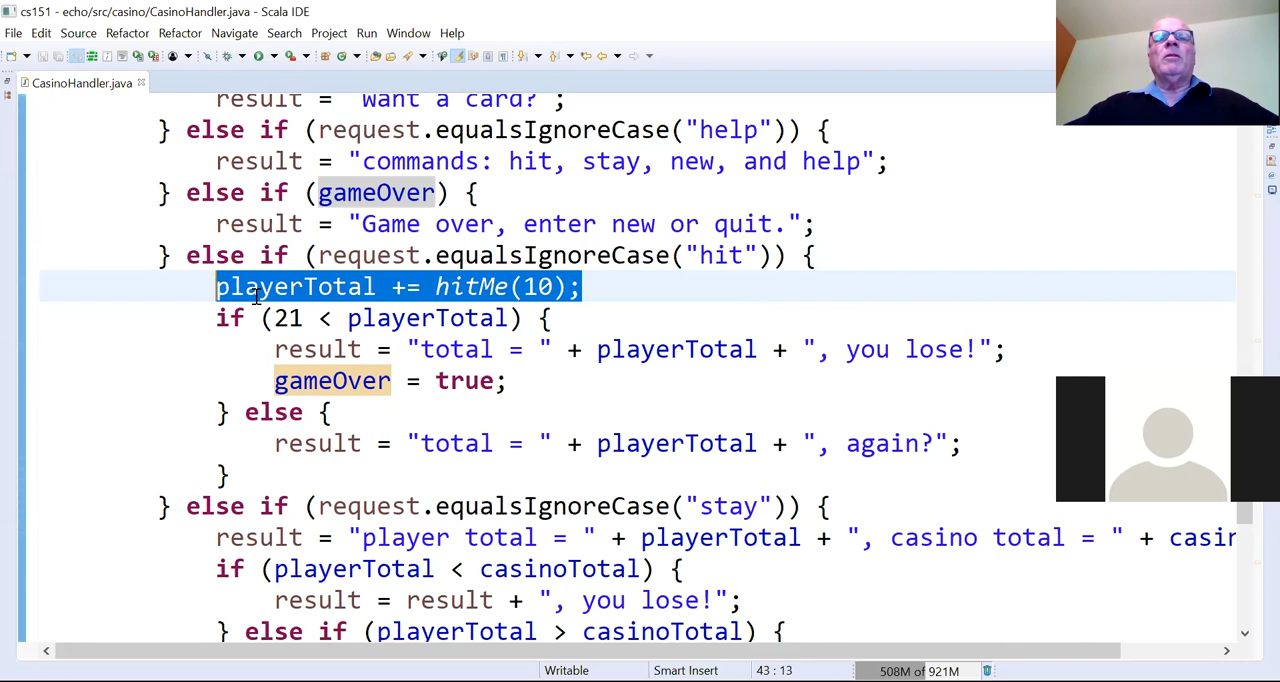 cs151 - echo/src/casino/CasinoHandler.java - Scala IDE
File Edit Source Refactor Refactor Navigate Search Project Run Window Help
CasinoHandler.java
result = "want a card?";
} else if (request.equalsIgnoreCase("help")) {
result = "commands: hit, stay, new, and help";
} else if (gameOver) {
result = "Game over, enter new or quit.";
} else if (request.equalsIgnoreCase("hit")) {
playerTotal += hitMe(10);
if (21 < playerTotal) {
result = "total = " + playerTotal + ", you lose!";
gameOver = true;
} else {
result = "total = " + playerTotal + ", again?";
}
} else if (request.equalsIgnoreCase("stay")) {
result = "player total = " + playerTotal + ", casino total = " + casin
if (playerTotal < casinoTotal) {
result = result + ", you lose!";
} else if (playerTotal > casinoTotal) {
Writable Smart Insert 43 : 13 508M of 921M